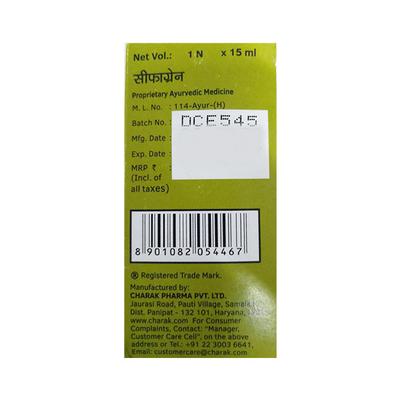 Net Vol.: 1 N x 15 ml
सीफाग्रेन
Proprietary Ayurvedic Medicine
M. L. No. : 114-Ayur-(H)
Batch No. : DCE545
Mfg. Date :
Exp. Date :
MRP ₹ :
(Incl. of
all taxes)
8 901082 054467
® Registered Trade Mark.
Manufactured by:
CHARAK PHARMA PVT. LTD.
Jaurasi Road, Pauti Village,
Dist. Panipat - 132 101, Haryana,
www.charak.com For Consumer
Complaints, Contact: "Manager,
Customer Care Cell", on the above
address or Tel.: +91 22 3003 6641,
Email: customercare@charak.com